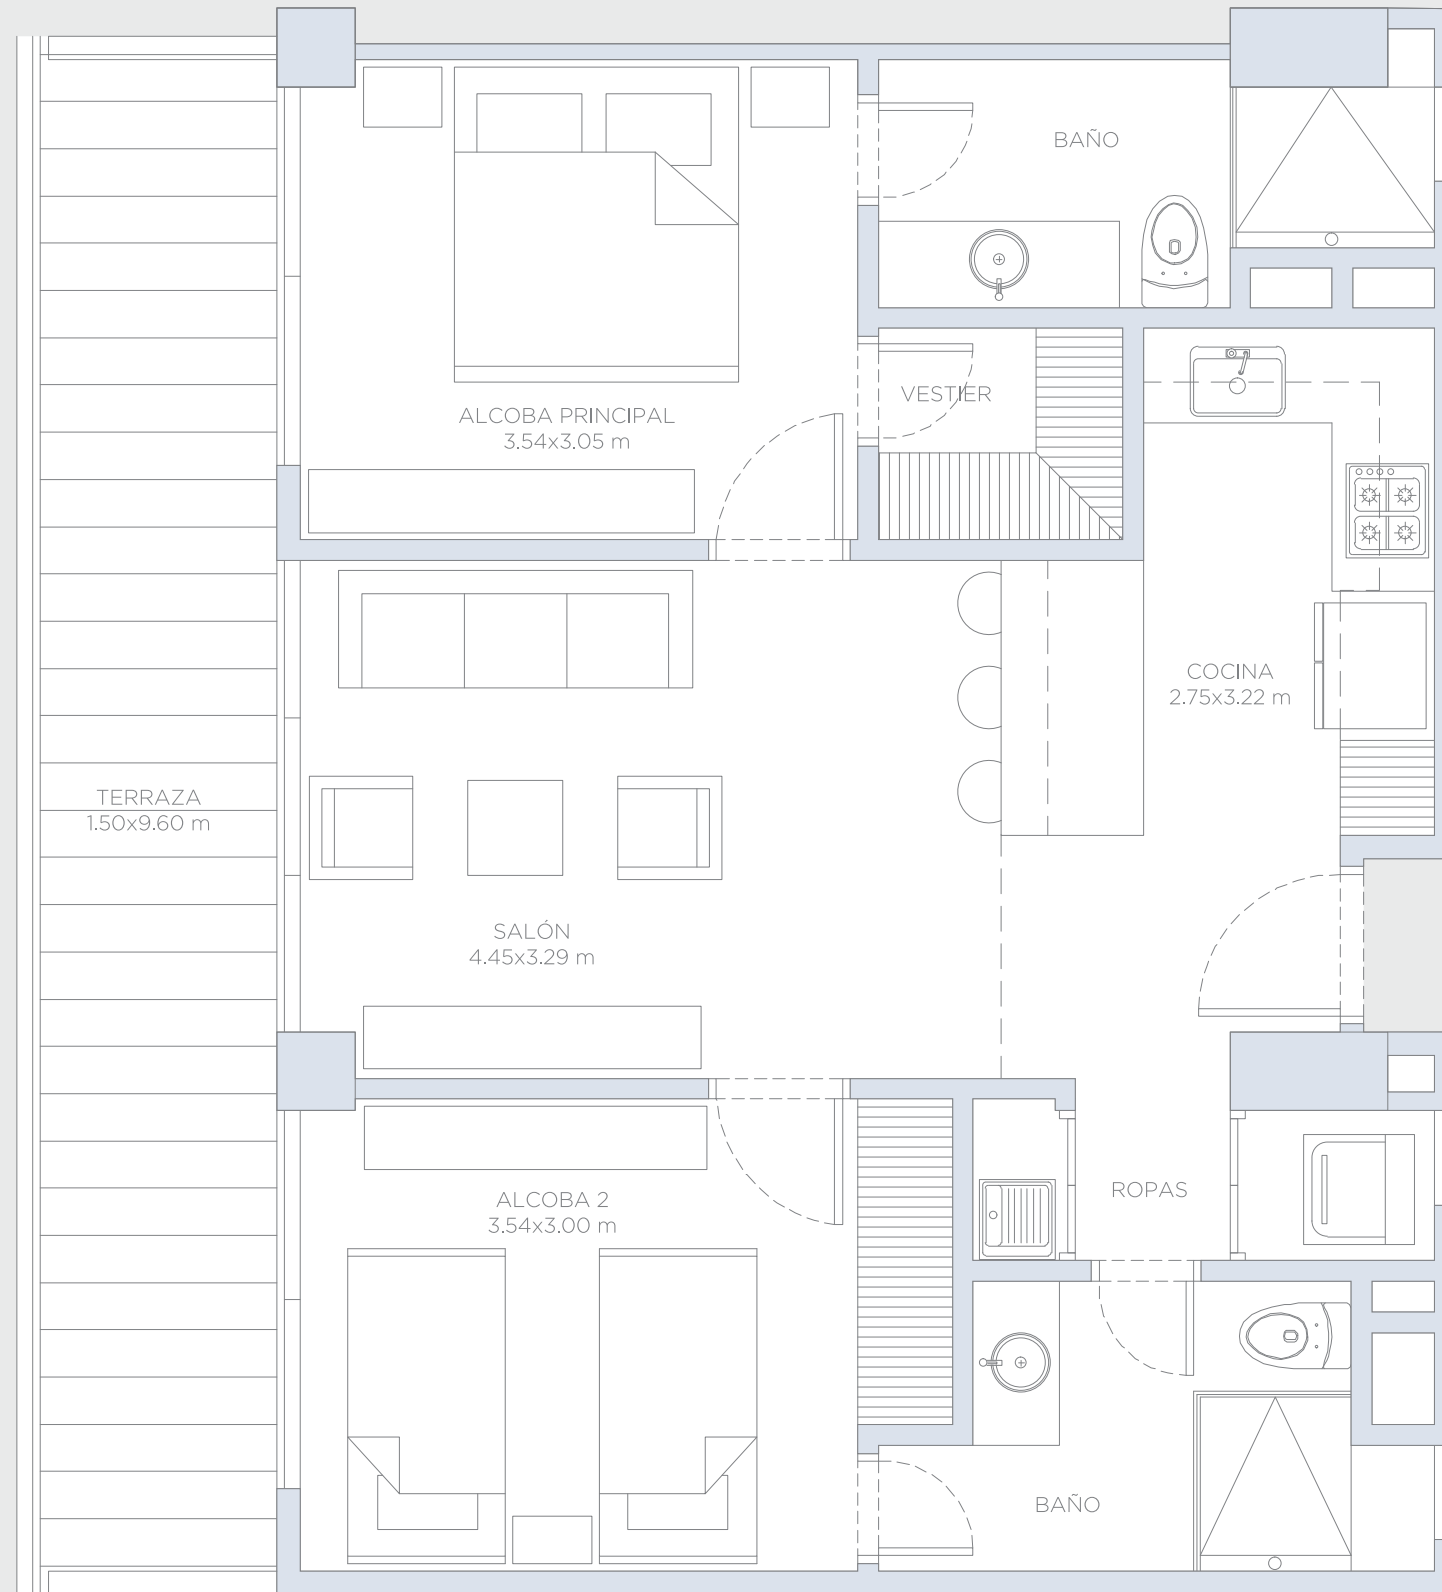 BAÑO
VESTIER
ALCOBA PRINCIPAL
3.54x3.05 m
COCINA
2.75x3.22 m
TERRAZA
1.50x9.60 m
SALÓN
4.45x3.29 m
ROPAS
ALCOBA 2
3.54x3.00 m
BAÑO